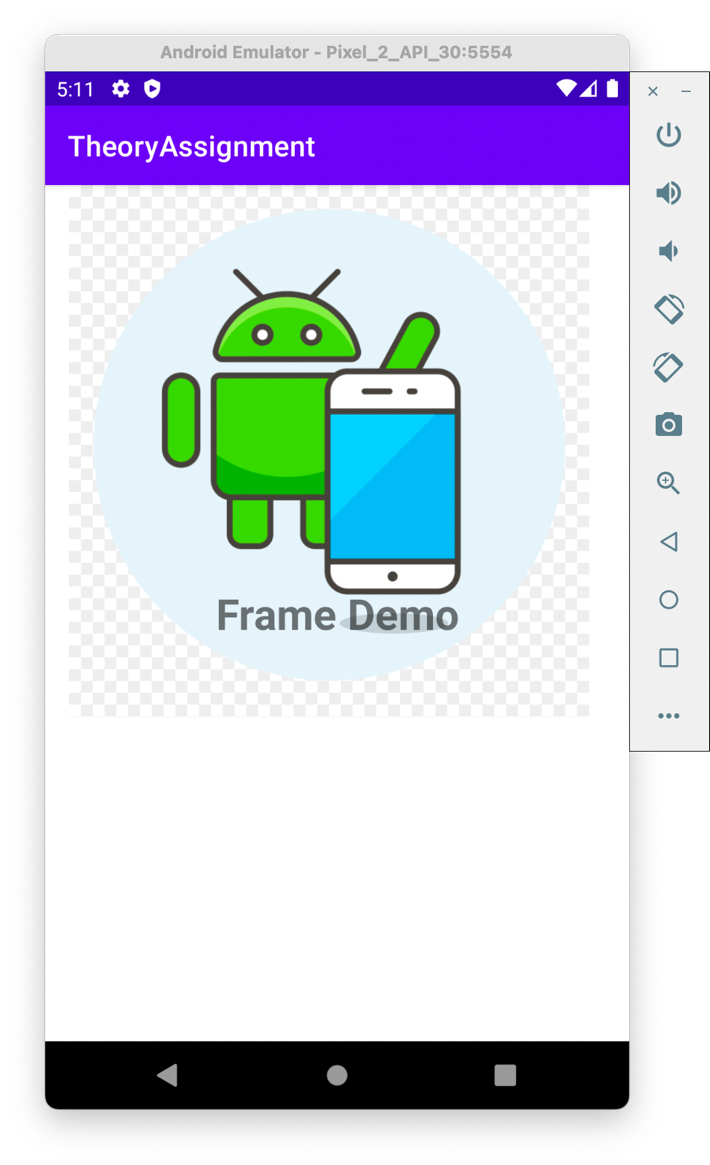 Android Emulator - Pixel_2_API_30:5554
5:11
TheoryAssignment
Frame Demo